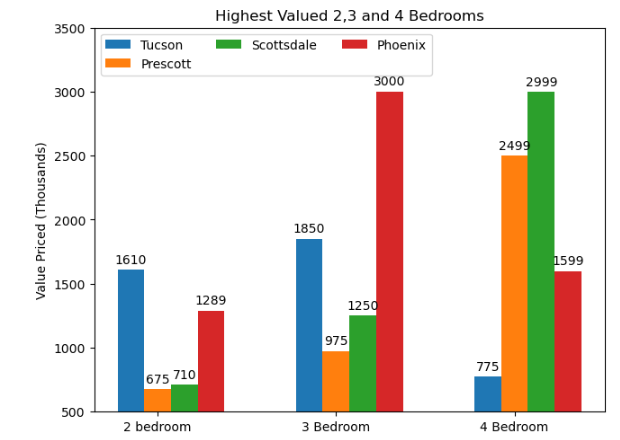 Highest Valued 2,3 and 4 Bedrooms
Tucson Scottsdale Phoenix
Prescott
Value Priced (Thousands)
3500
3000
2500
2000
1500
1000
500
1610
675
710
1289
1850
975
1250
3000
775
2499
2999
1599
2 bedroom
3 Bedroom
4 Bedroom